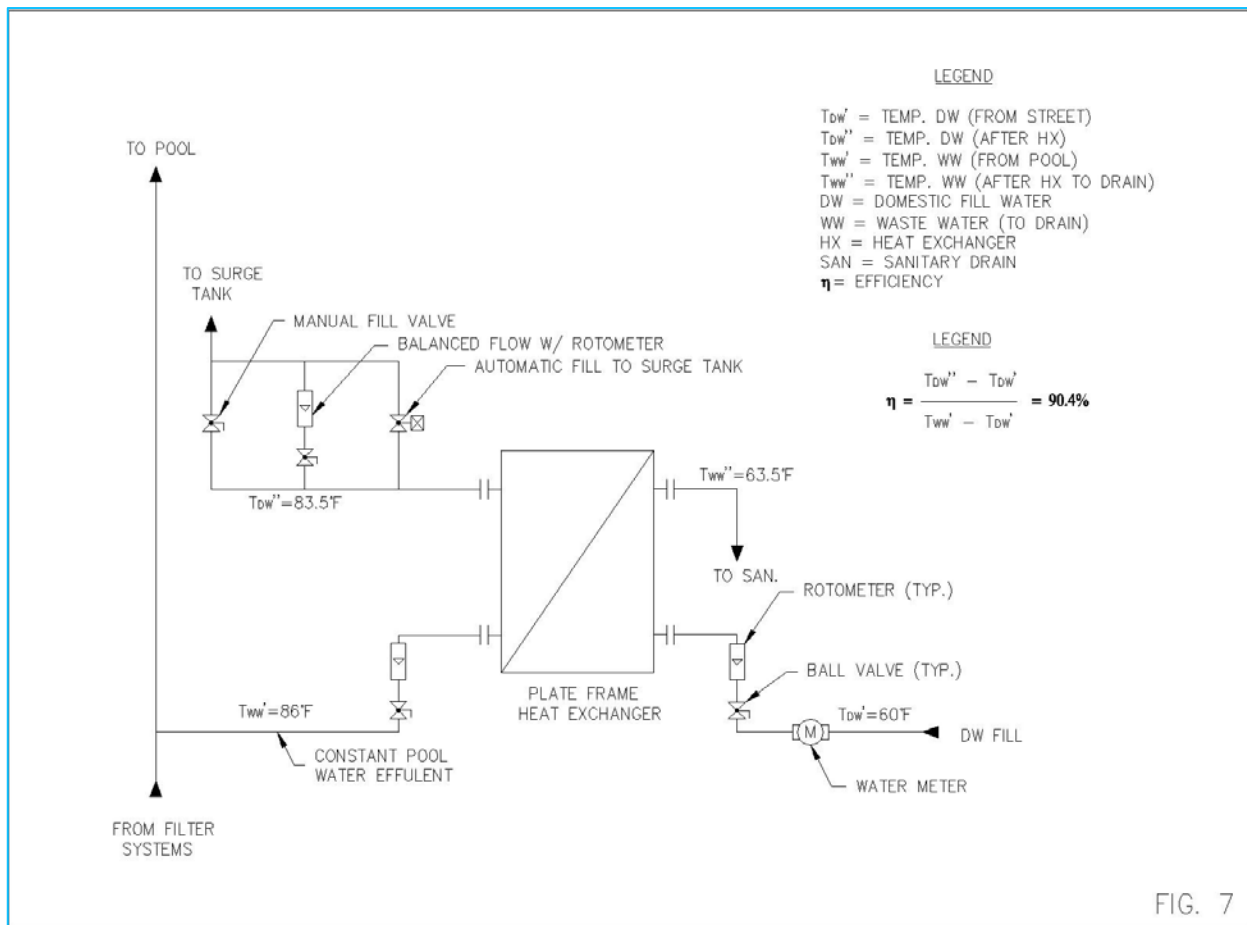 LEGEND
TDW' = TEMP. DW (FROM STREET)
TDW'' = TEMP. DW (AFTER HX)
TWW' = TEMP. WW (FROM POOL)
TWW'' = TEMP. WW (AFTER HX TO DRAIN)
DW = DOMESTIC FILL WATER
WW = WASTE WATER (TO DRAIN)
HX = HEAT EXCHANGER
SAN = SANITARY DRAIN
η = EFFICIENCY
LEGEND
TDW'' − TDW'
η = = 90.4%
TWW' − TDW'
TO POOL
TO SURGE
TANK
MANUAL FILL VALVE
BALANCED FLOW W/ ROTOMETER
AUTOMATIC FILL TO SURGE TANK
TDW''=83.5°F
TWW''=63.5°F
TO SAN.
ROTOMETER (TYP.)
BALL VALVE (TYP.)
PLATE FRAME
HEAT EXCHANGER
TWW'=86°F
CONSTANT POOL
WATER EFFULENT
TDW'=60°F
M
DW FILL
WATER METER
FROM FILTER
SYSTEMS
FIG. 7